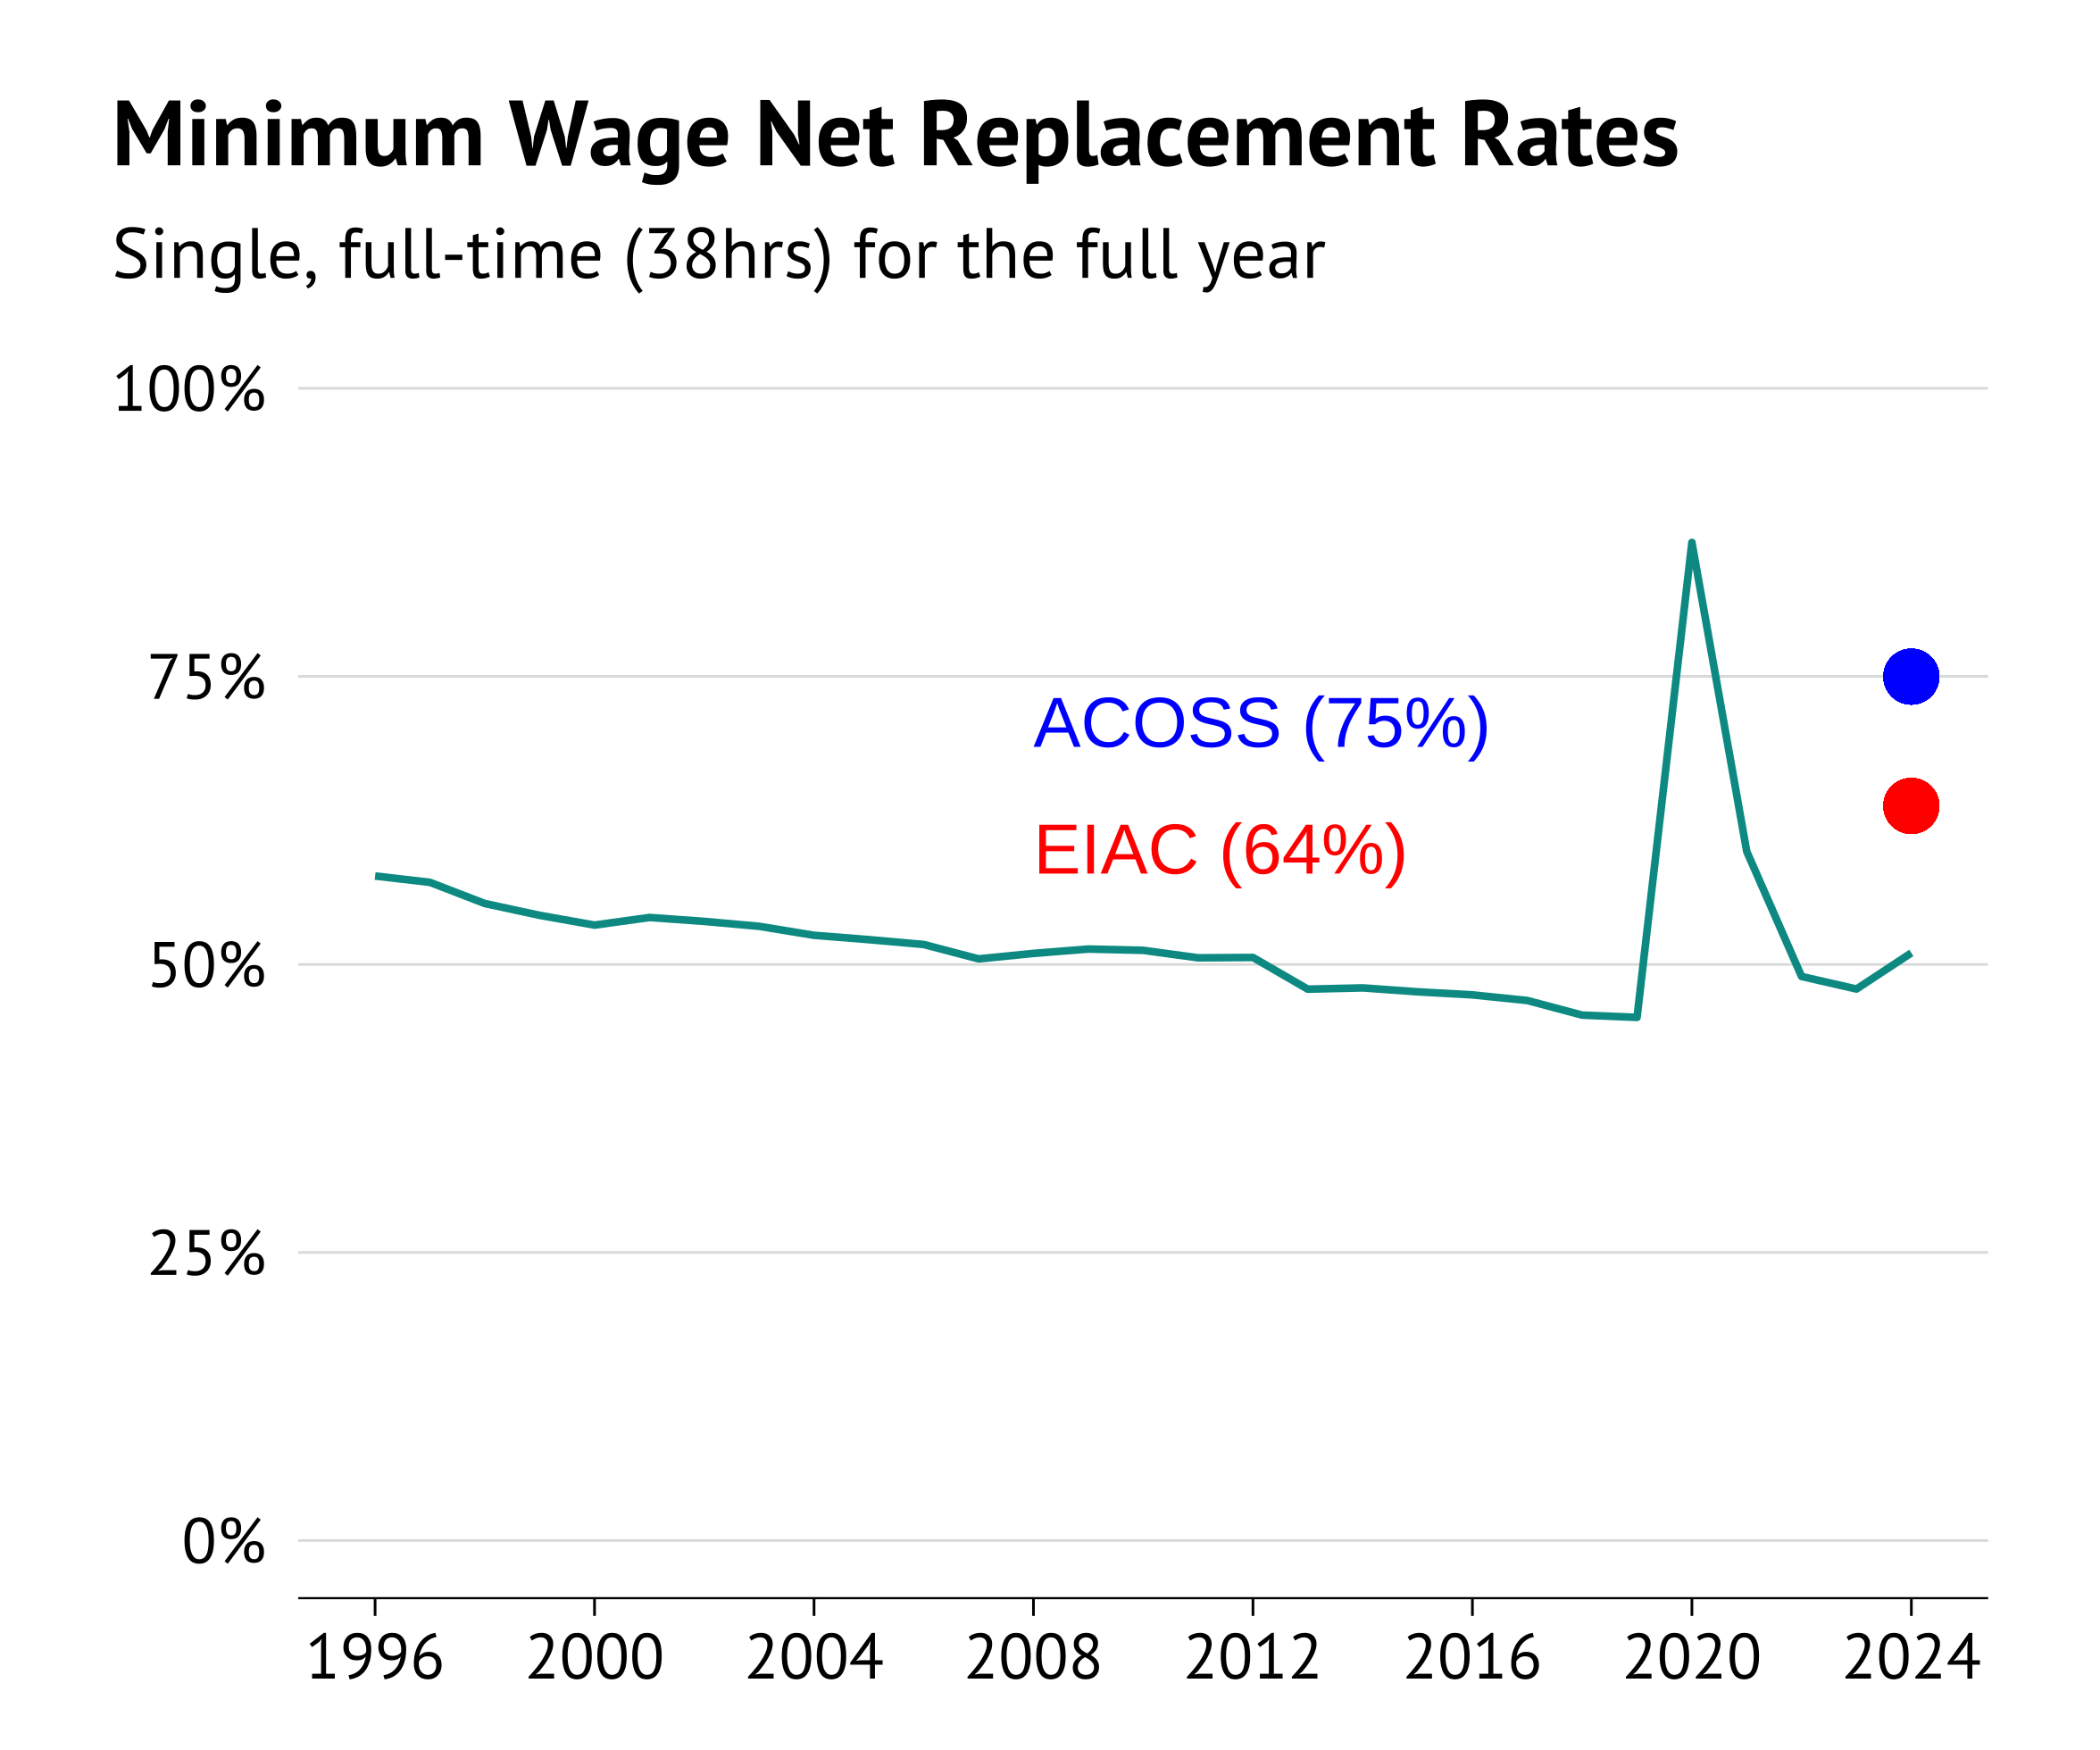 Minimum Wage Net Replacement Rates
Single, full-time (38hrs) for the full year
100%
75%
ACOSS (75%)
EIAC (64%)
50%
25%
0%
1996 2000 2004 2008 2012 2016 2020 2024